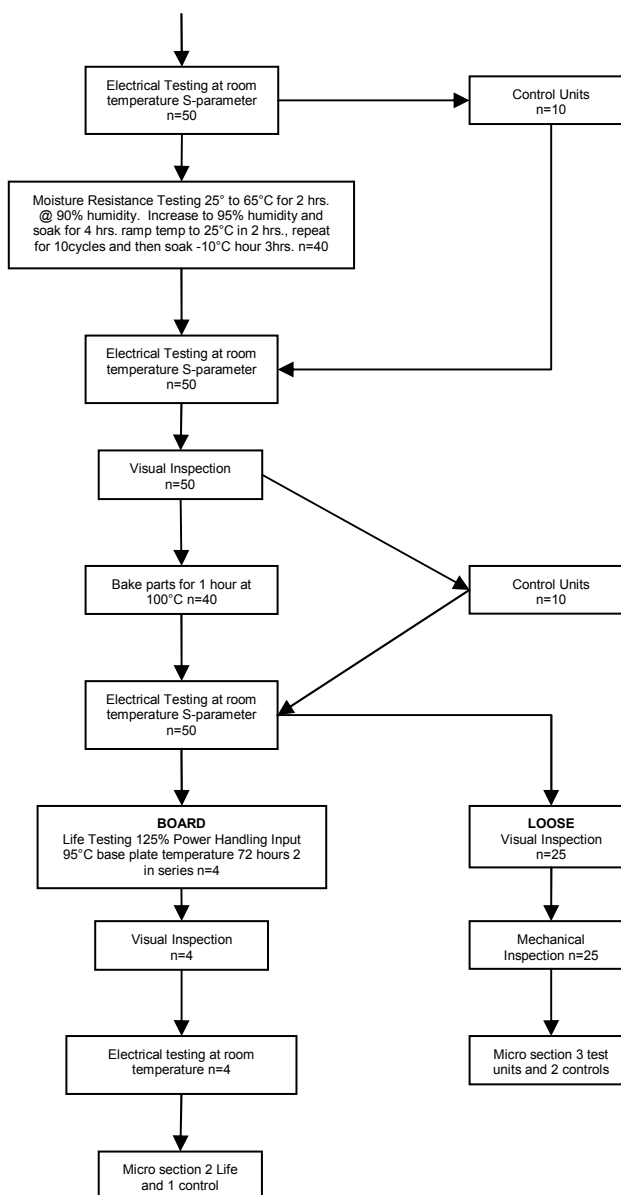 Electrical Testing at room
temperature S-parameter
n=50
Control Units
n=10
Moisture Resistance Testing 25° to 65°C for 2 hrs.
@ 90% humidity. Increase to 95% humidity and
soak for 4 hrs. ramp temp to 25°C in 2 hrs., repeat
for 10cycles and then soak -10°C hour 3hrs. n=40
Electrical Testing at room
temperature S-parameter
n=50
Visual Inspection
n=50
Bake parts for 1 hour at
100°C n=40
Control Units
n=10
Electrical Testing at room
temperature S-parameter
n=50
BOARD
Life Testing 125% Power Handling Input
95°C base plate temperature 72 hours 2
in series n=4
LOOSE
Visual Inspection
n=25
Visual Inspection
n=4
Mechanical
Inspection n=25
Electrical testing at room
temperature n=4
Micro section 3 test
units and 2 controls
Micro section 2 Life
and 1 control